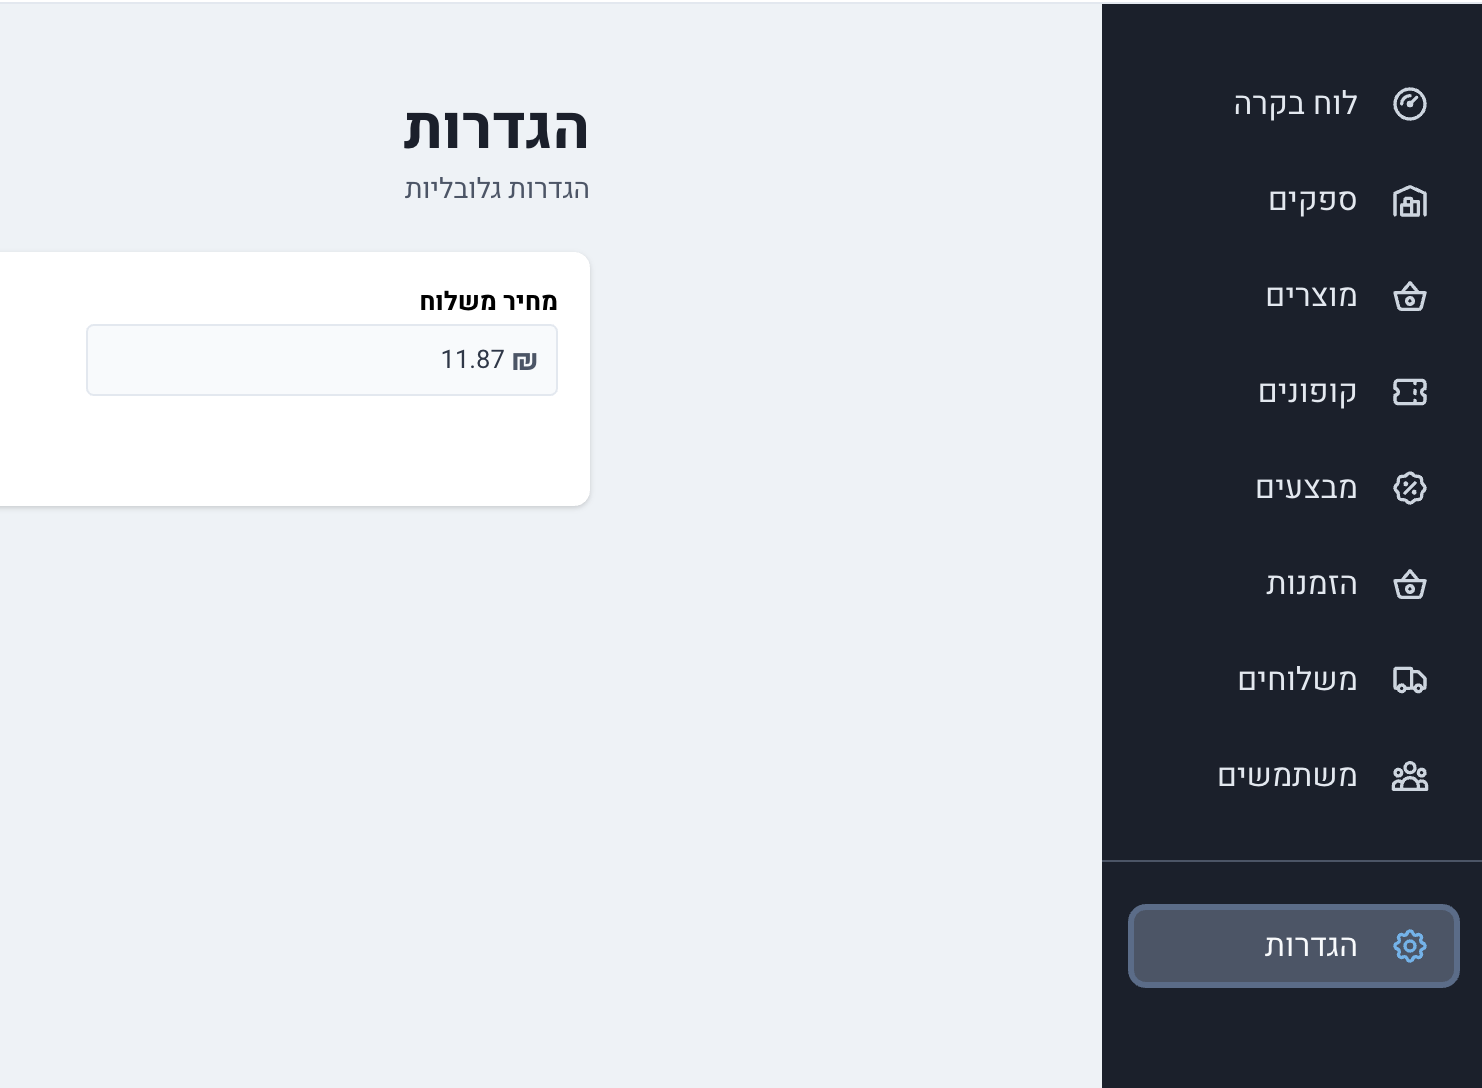 לוח בקרה
ספקים
מוצרים
קופונים
מבצעים
הזמנות
משלוחים
משתמשים
הגדרות
הגדרות
הגדרות גלובליות
מחיר משלוח
₪ 11.87